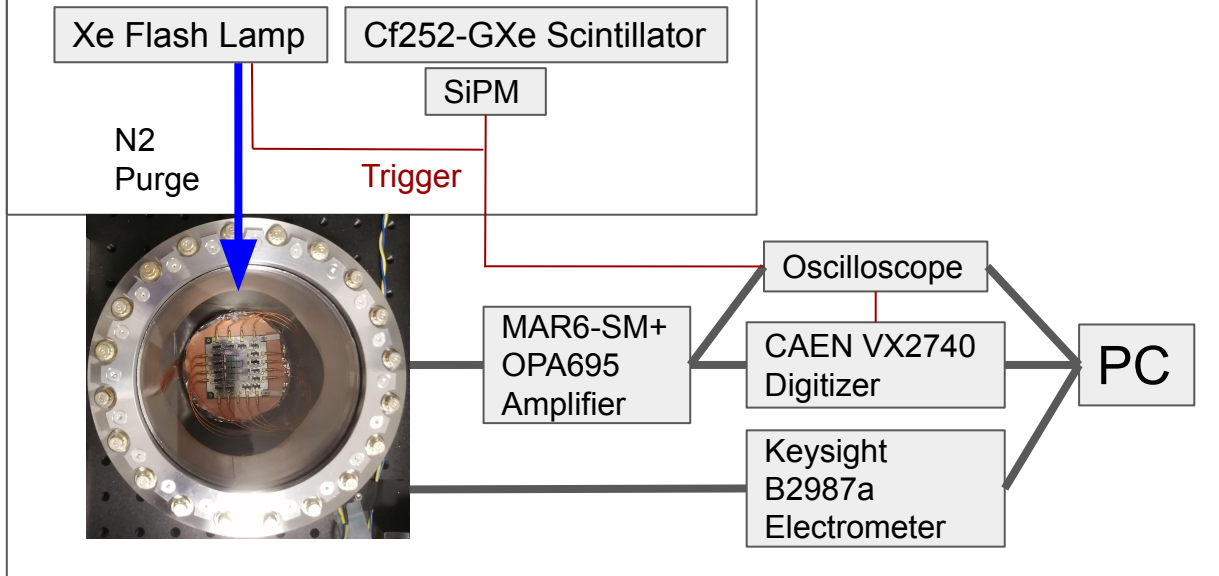 Xe Flash Lamp
Cf252-GXe Scintillator
SiPM
N2
Purge
Trigger
Oscilloscope
MAR6-SM+
OPA695
Amplifier
CAEN VX2740
Digitizer
PC
Keysight
B2987a
Electrometer